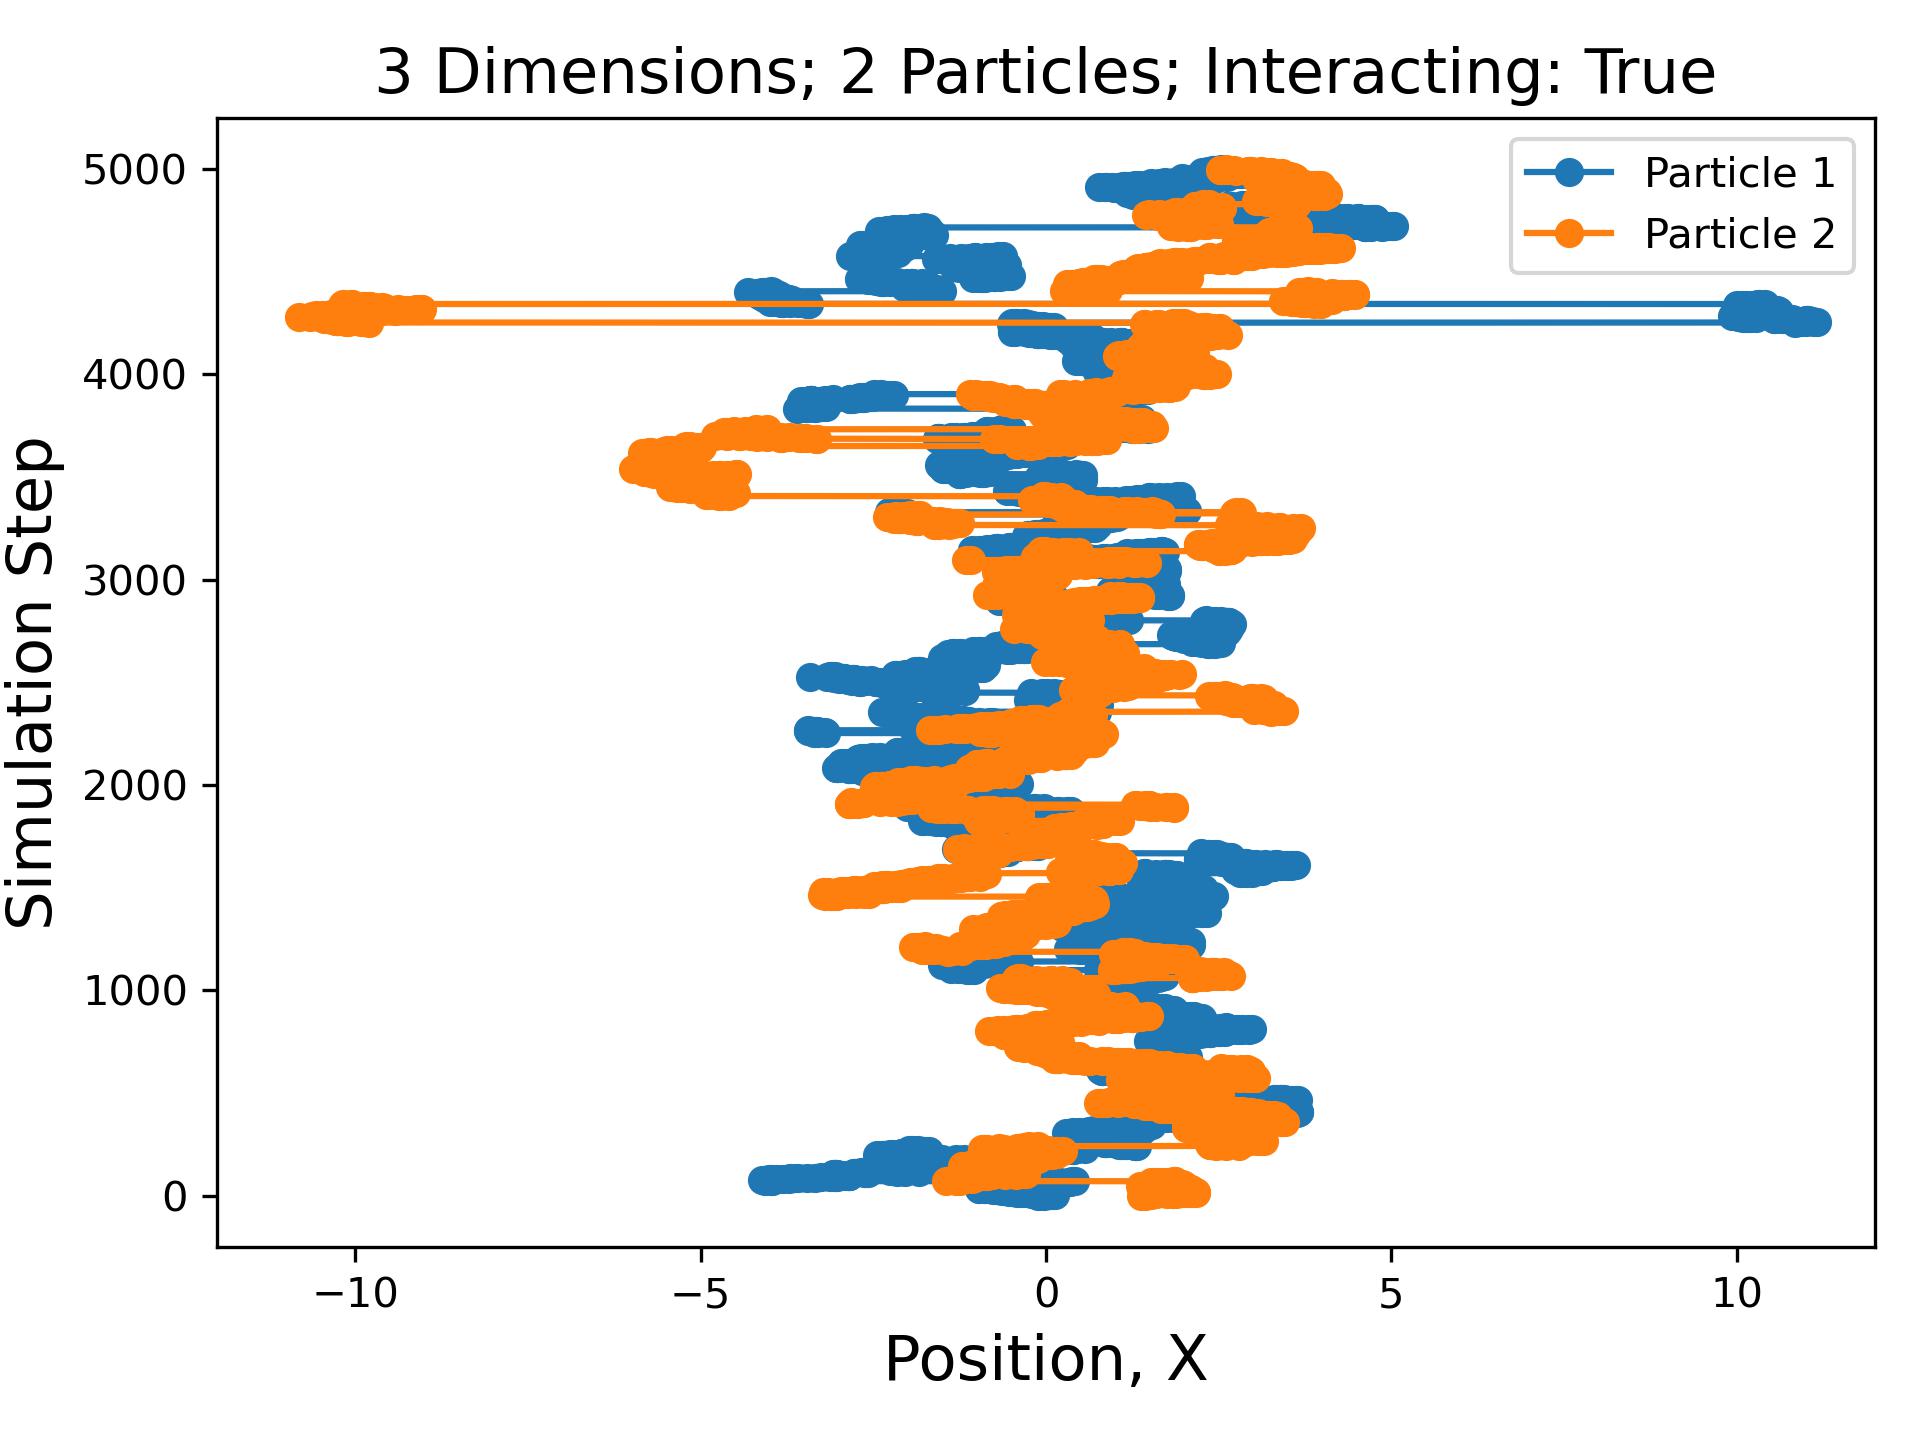 3 Dimensions; 2 Particles; Interacting: True
Particle 1
Particle 2
5000
4000
3000
2000
1000
0
Simulation Step
−10
−5
0
5
10
Position, X